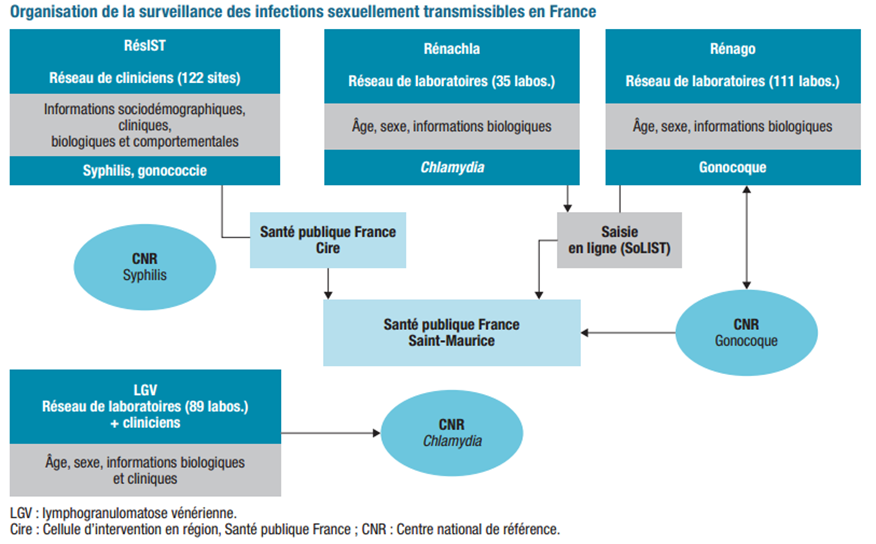 Organisation de la surveillance des infections sexuellement transmissibles en France
RésIST
Réseau de cliniciens (122 sites)
Informations sociodémographiques,
cliniques,
biologiques et comportementales
Syphilis, gonococcie
Rénachla
Réseau de laboratoires (35 labos.)
Âge, sexe, informations biologiques
Chlamydia
Rénago
Réseau de laboratoires (111 labos.)
Âge, sexe, informations biologiques
Gonocoque
CNR
Syphilis
Santé publique France
Cire
Saisie
en ligne (SoLIST)
Santé publique France
Saint-Maurice
CNR
Gonocoque
LGV
Réseau de laboratoires (89 labos.)
+ cliniciens
Âge, sexe, informations biologiques
et cliniques
CNR
Chlamydia
LGV : lymphogranulomatose vénérienne.
Cire : Cellule d'intervention en région, Santé publique France ; CNR : Centre national de référence.